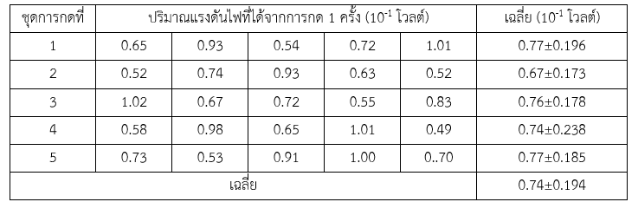 ชุดการกดที่ ปริมาณแรงดันไฟที่ได้จากการกด 1 ครั้ง (10⁻¹ โวลต์) เฉลี่ย (10⁻¹ โวลต์)
1 0.65 0.93 0.54 0.72 1.01 0.77±0.196
2 0.52 0.74 0.93 0.63 0.52 0.67±0.173
3 1.02 0.67 0.72 0.55 0.83 0.76±0.178
4 0.58 0.98 0.65 1.01 0.49 0.74±0.238
5 0.73 0.53 0.91 1.00 0..70 0.77±0.185
เฉลี่ย 0.74±0.194